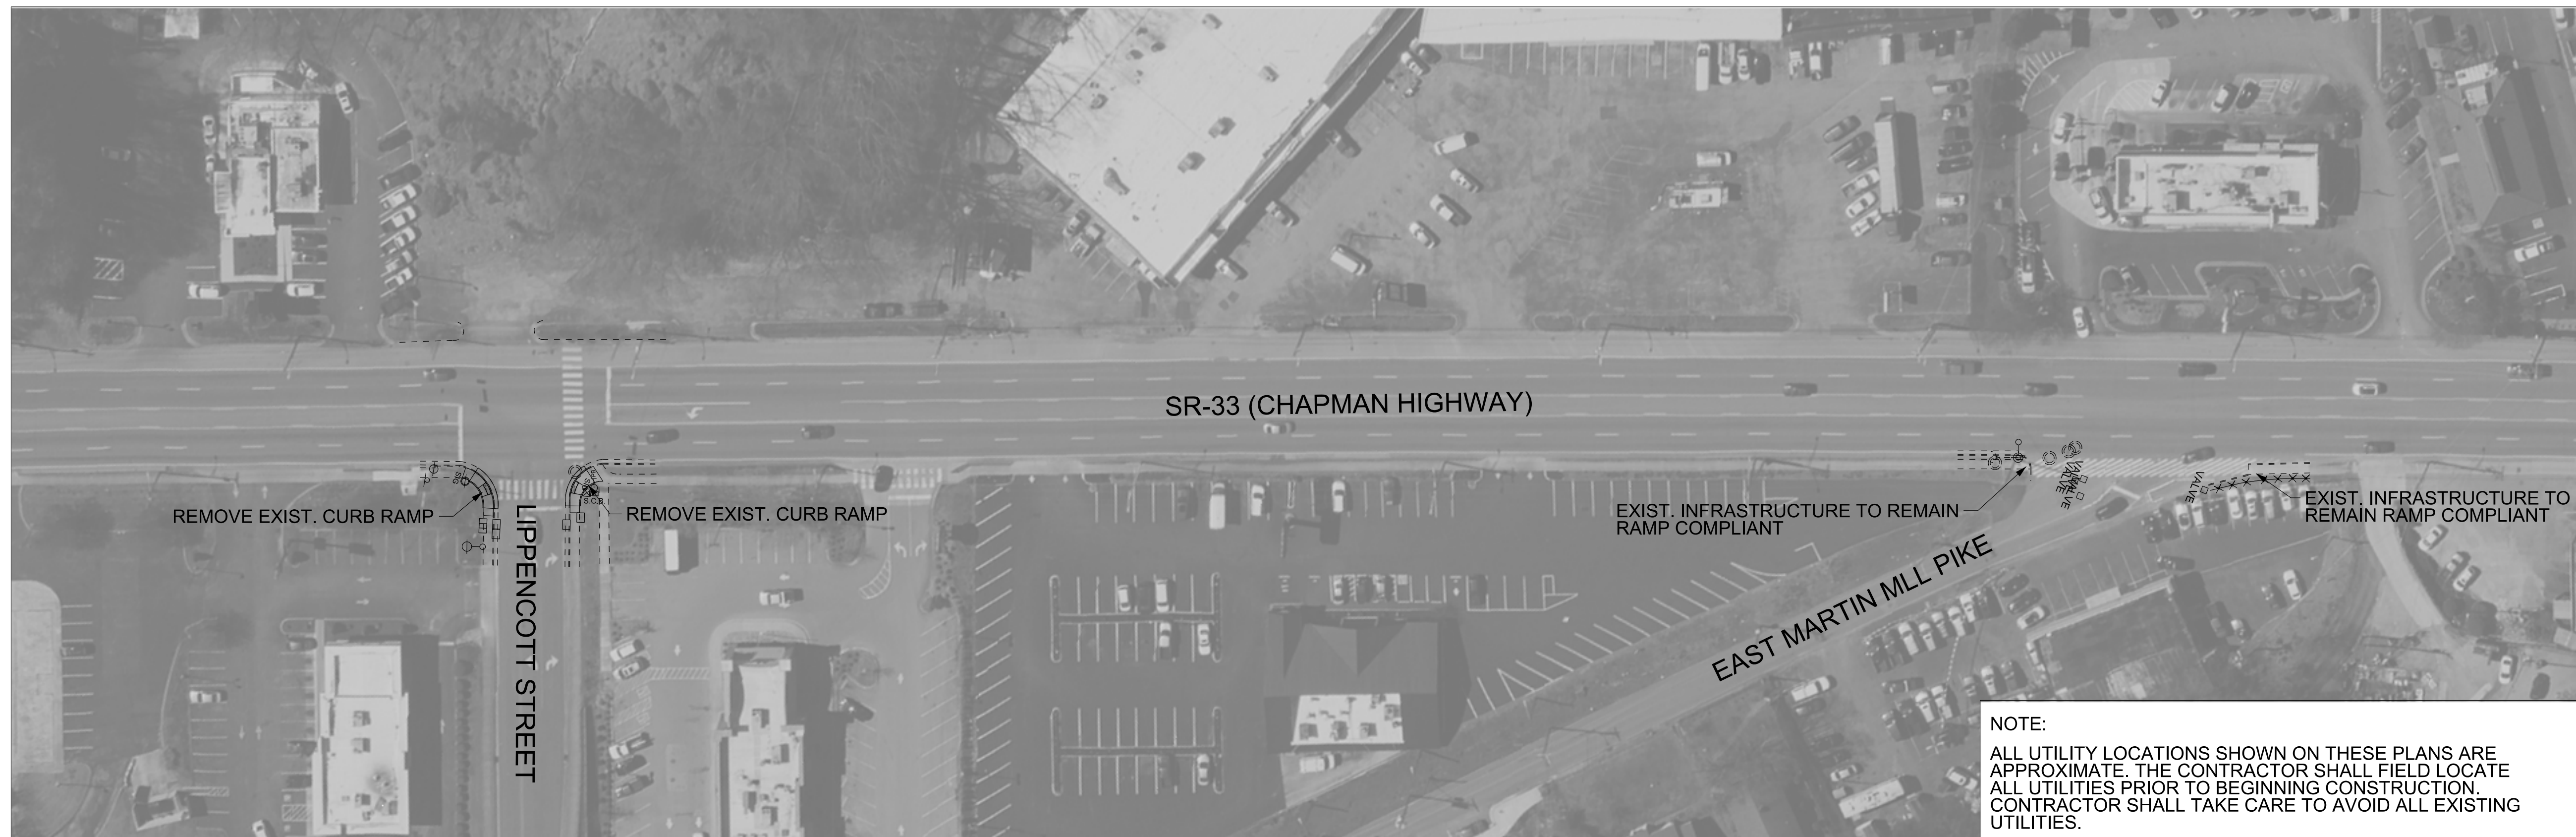 SR-33 (CHAPMAN HIGHWAY)
REMOVE EXIST. CURB RAMP
REMOVE EXIST. CURB RAMP
S.C.B.
LIPPENCOTT STREET
EXIST. INFRASTRUCTURE TO REMAIN
RAMP COMPLIANT
VALVE
VALVE
VALVE
EXIST. INFRASTRUCTURE TO
REMAIN RAMP COMPLIANT
EAST MARTIN MLL PIKE
NOTE:
ALL UTILITY LOCATIONS SHOWN ON THESE PLANS ARE
APPROXIMATE. THE CONTRACTOR SHALL FIELD LOCATE
ALL UTILITIES PRIOR TO BEGINNING CONSTRUCTION.
CONTRACTOR SHALL TAKE CARE TO AVOID ALL EXISTING
UTILITIES.